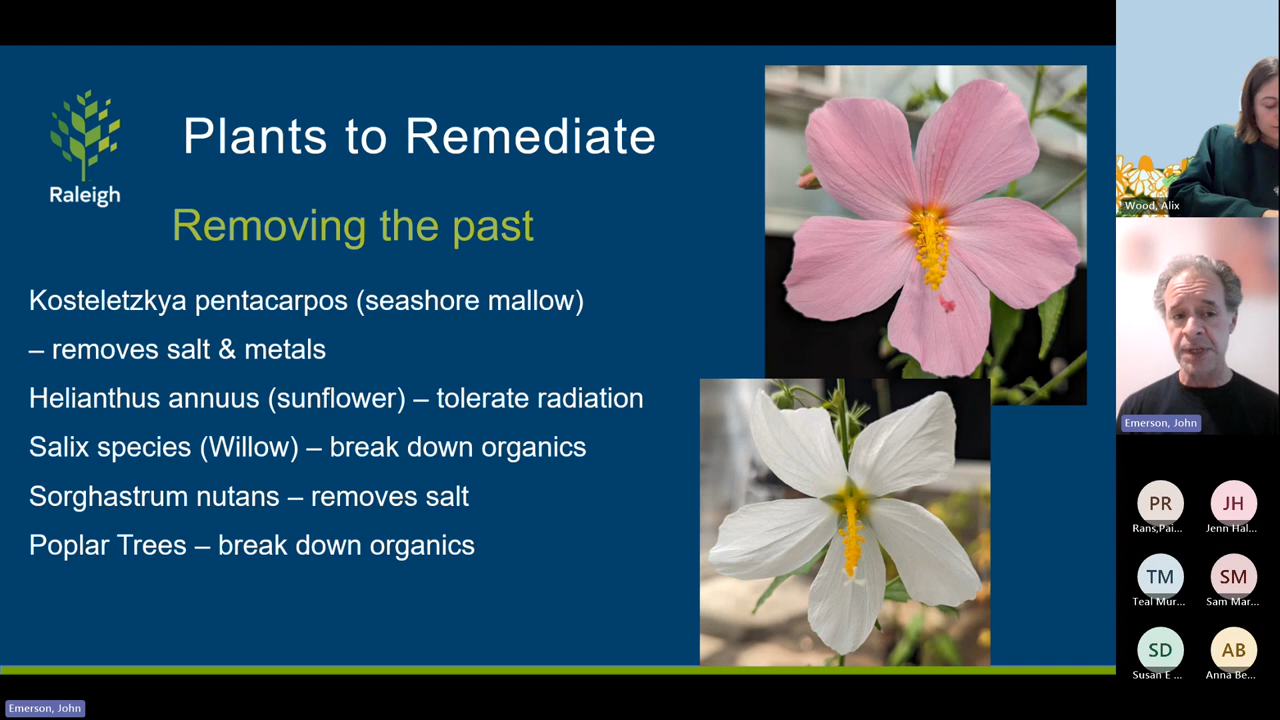 Raleigh
Plants to Remediate
Removing the past
Kosteletzkya pentacarpos (seashore mallow)
– removes salt & metals
Helianthus annuus (sunflower) – tolerate radiation
Salix species (Willow) – break down organics
Sorghastrum nutans – removes salt
Poplar Trees – break down organics
Wood, Alix
Emerson, John
PR
JH
Rans,Pai...
Jenn Hal...
TM
SM
Teal Mur...
Sam Mar...
SD
AB
Susan E ...
Anna Be...
Emerson, John